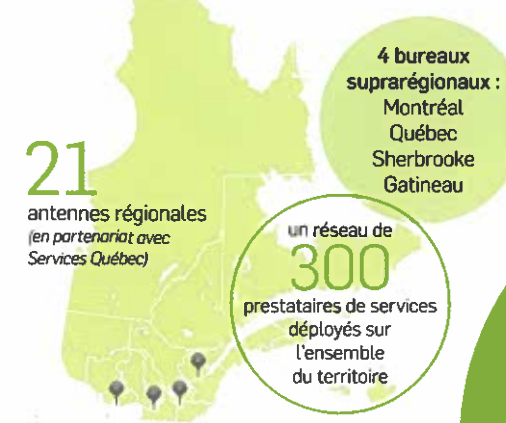 4 bureaux
suprarégionaux :
Montréal
Québec
Sherbrooke
Gatineau
21
antennes régionales
(en partenariat avec
Services Québec)
un réseau de
300
prestataires de services
déployés sur
l'ensemble
du territoire